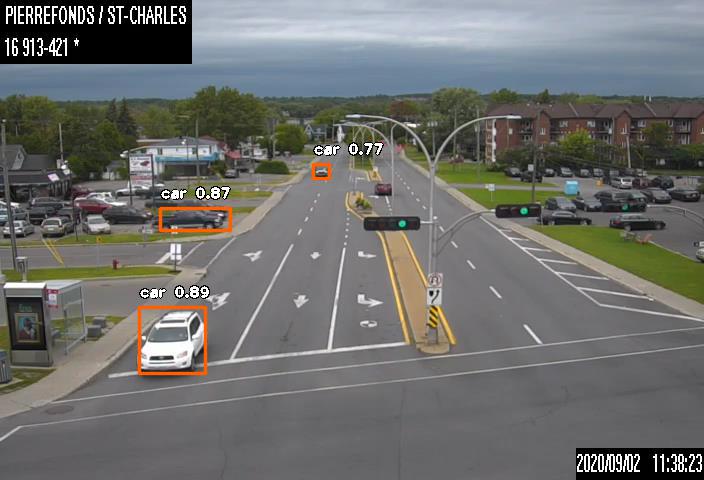 PIERREFONDS / ST-CHARLES
16 913-421 *
car 0.77
car 0.87
car 0.89
2020/09/02 11:38:23